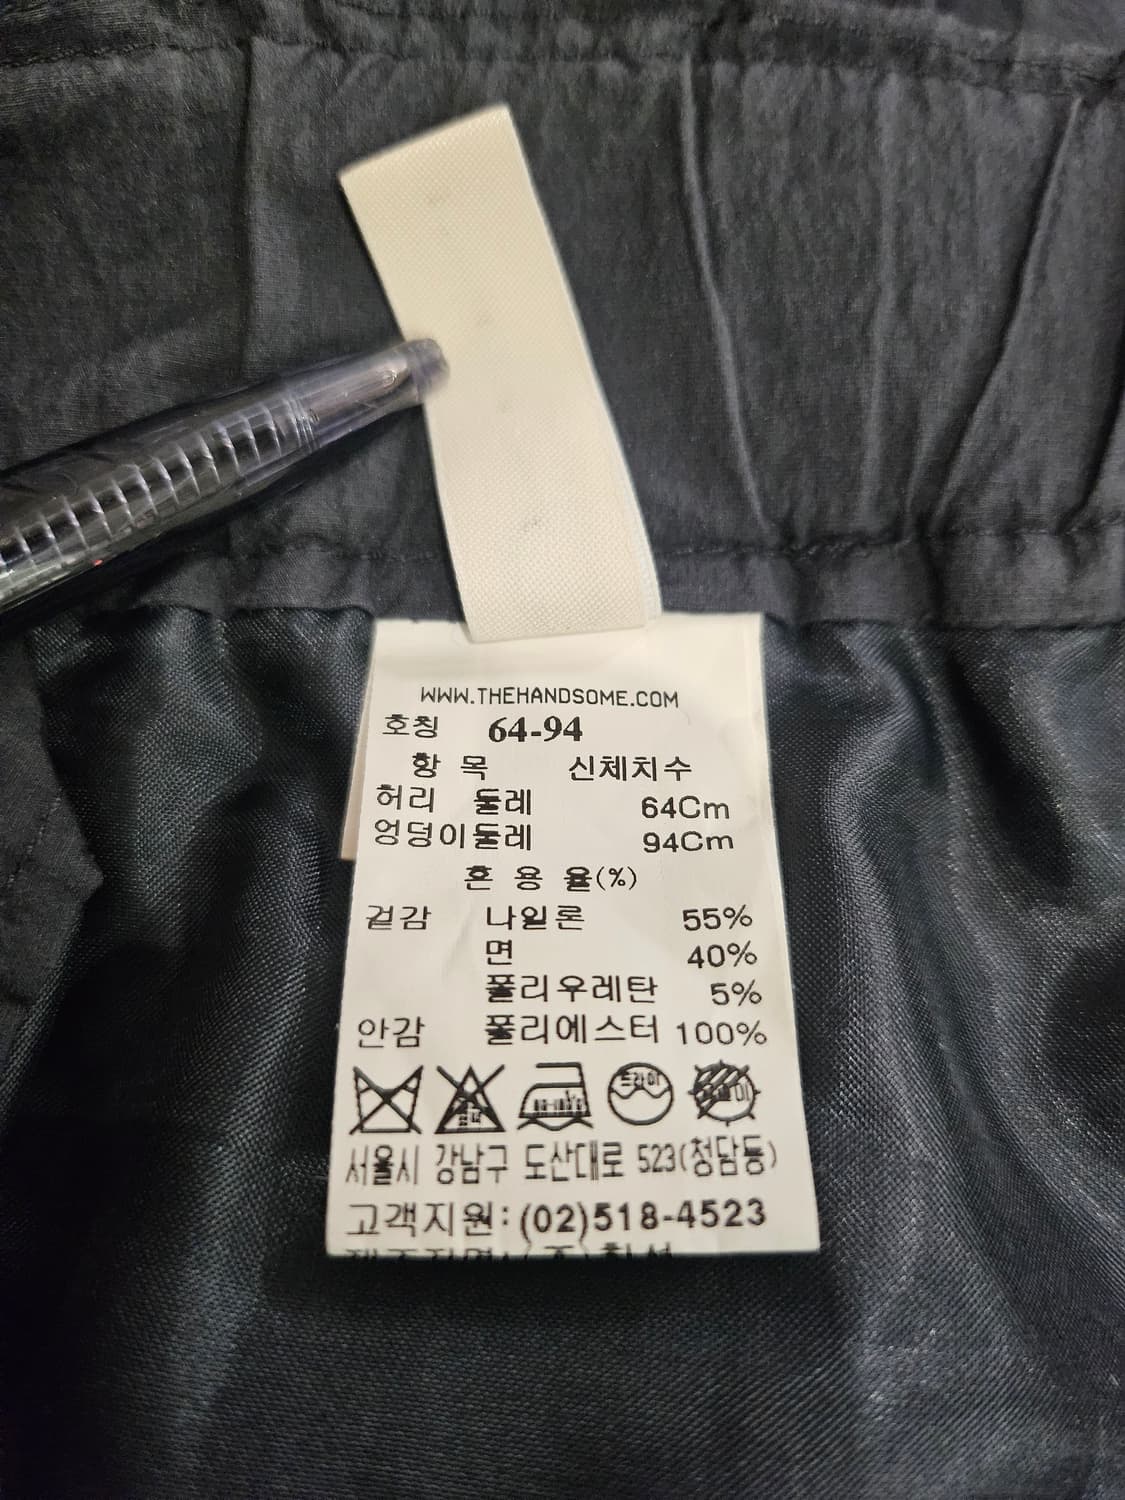 WWW.THEHANDSOME.COM
호칭 64-94
항 목 신체치수
허리 둘레 64Cm
엉덩이둘레 94Cm
혼 용 율(%)
겉감 나일론 55%
면 40%
폴리우레탄 5%
안감 폴리에스터 100%
드라이
서울시 강남구 도산대로 523(청담동)
고객지원:(02)518-4523